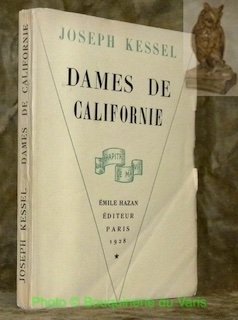 JOSEPH KESSEL
DAMES DE
CALIFORNIE
ÉMILE HAZAN
ÉDITEUR
PARIS
1928
JOSEPH KESSEL. DAMES DE CALIFORNIE
Photo © Bouquinerie du Varis